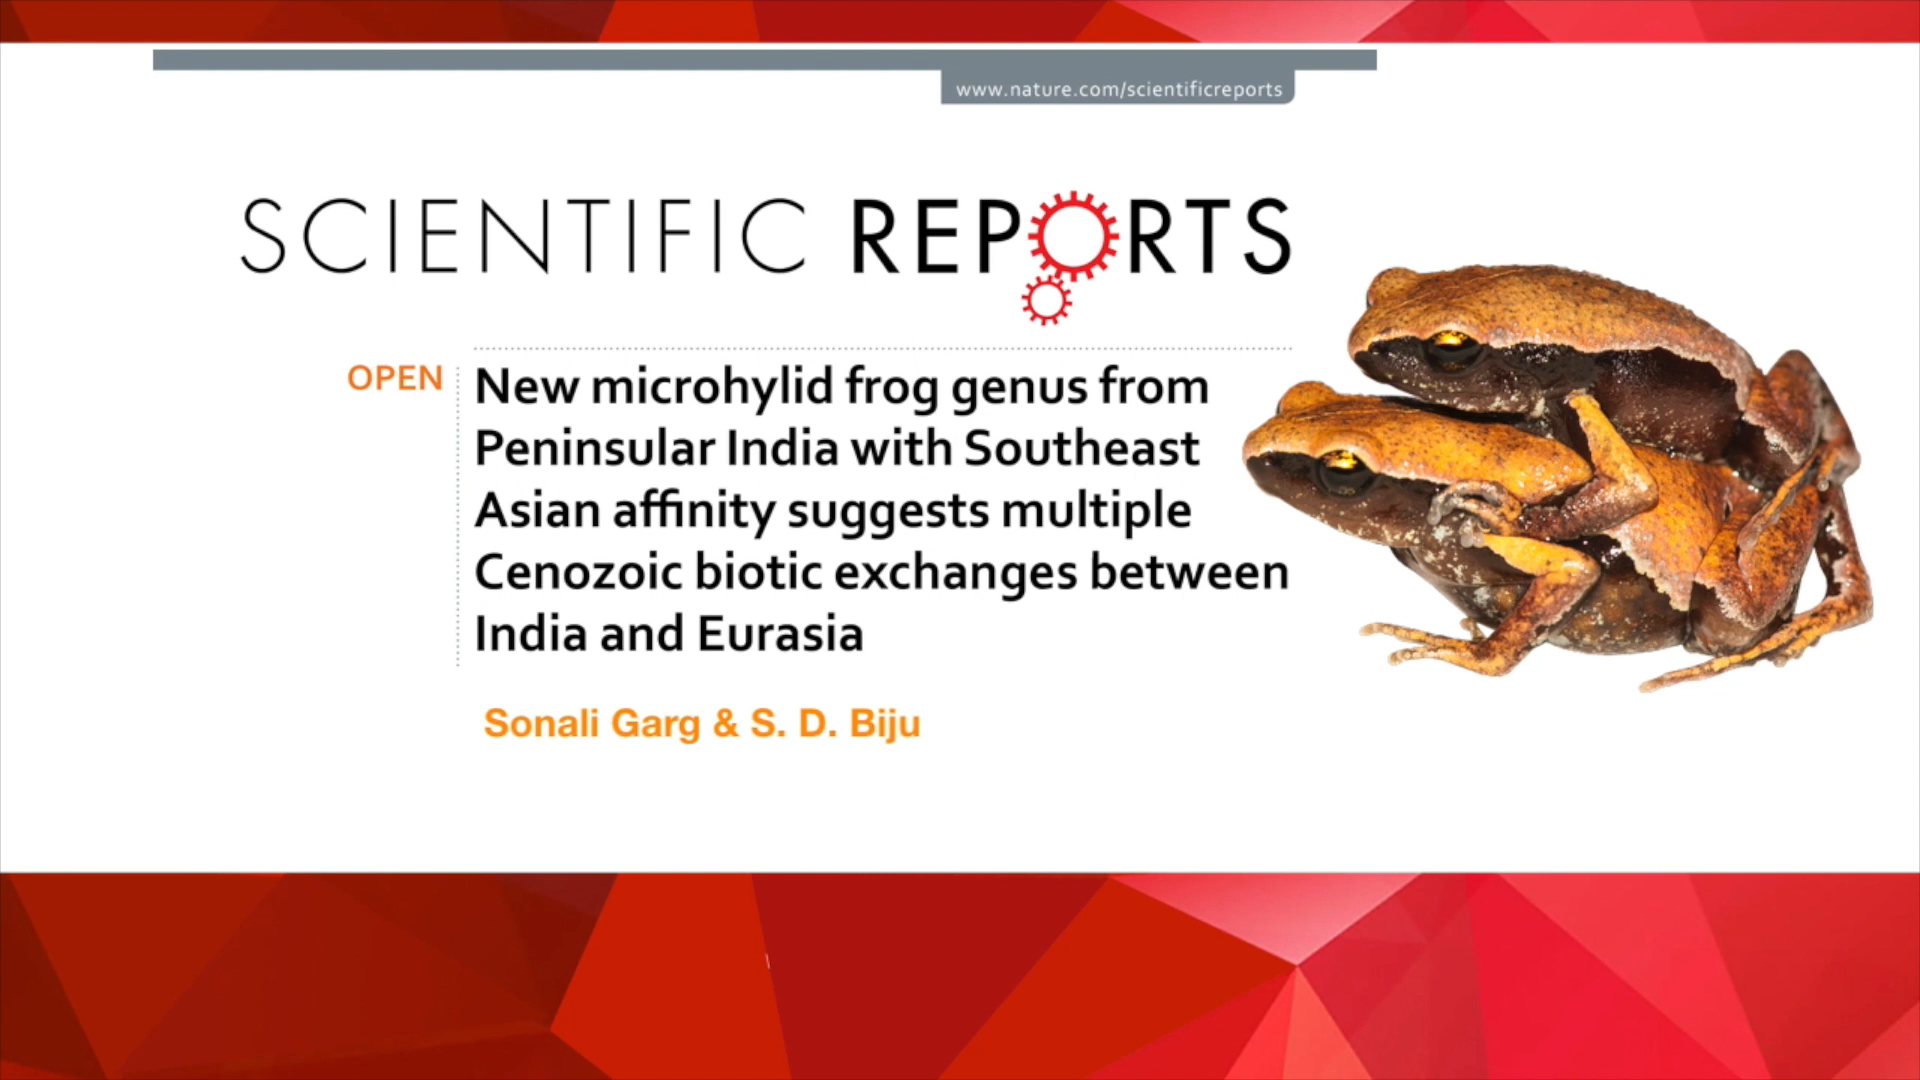 www.nature.com/scientificreports
SCIENTIFIC REPORTS
OPEN
New microhylid frog genus from
Peninsular India with Southeast
Asian affinity suggests multiple
Cenozoic biotic exchanges between
India and Eurasia
Sonali Garg & S. D. Biju